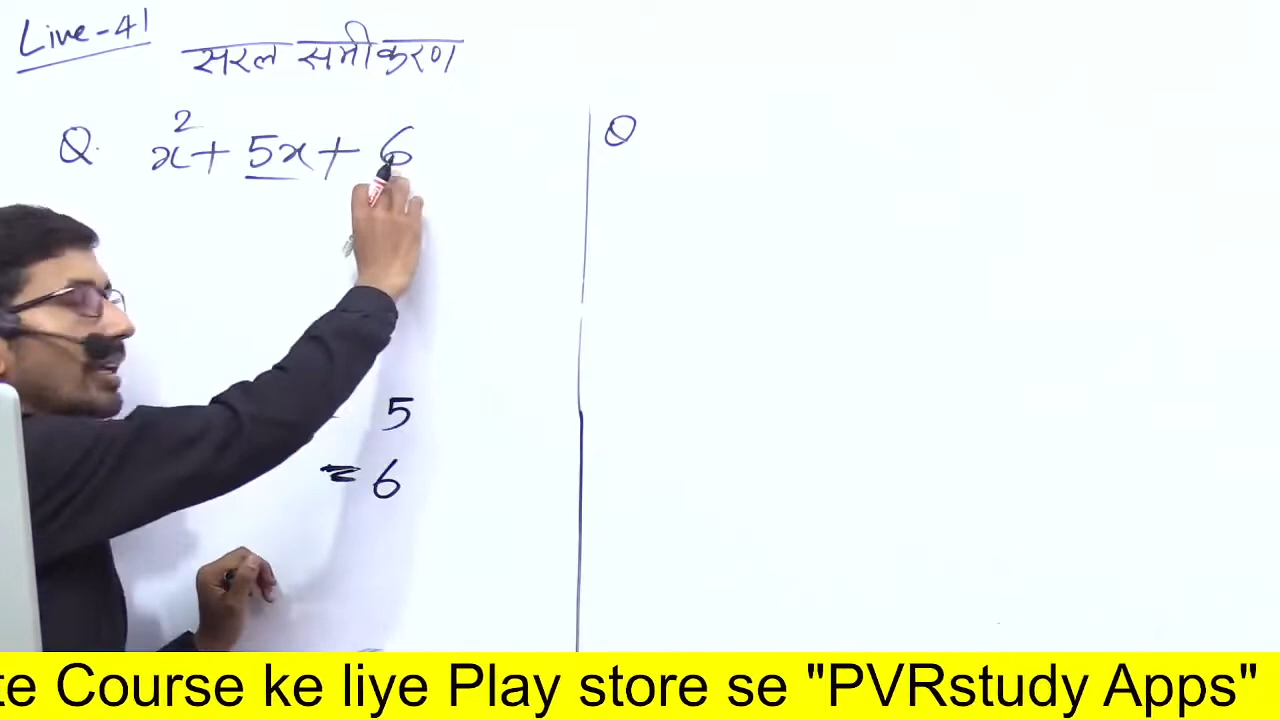 Live-41
सरल समीकरण
Q. x² + 5x + 6
Q
5
= 6
te Course ke liye Play store se "PVRstudy Apps"